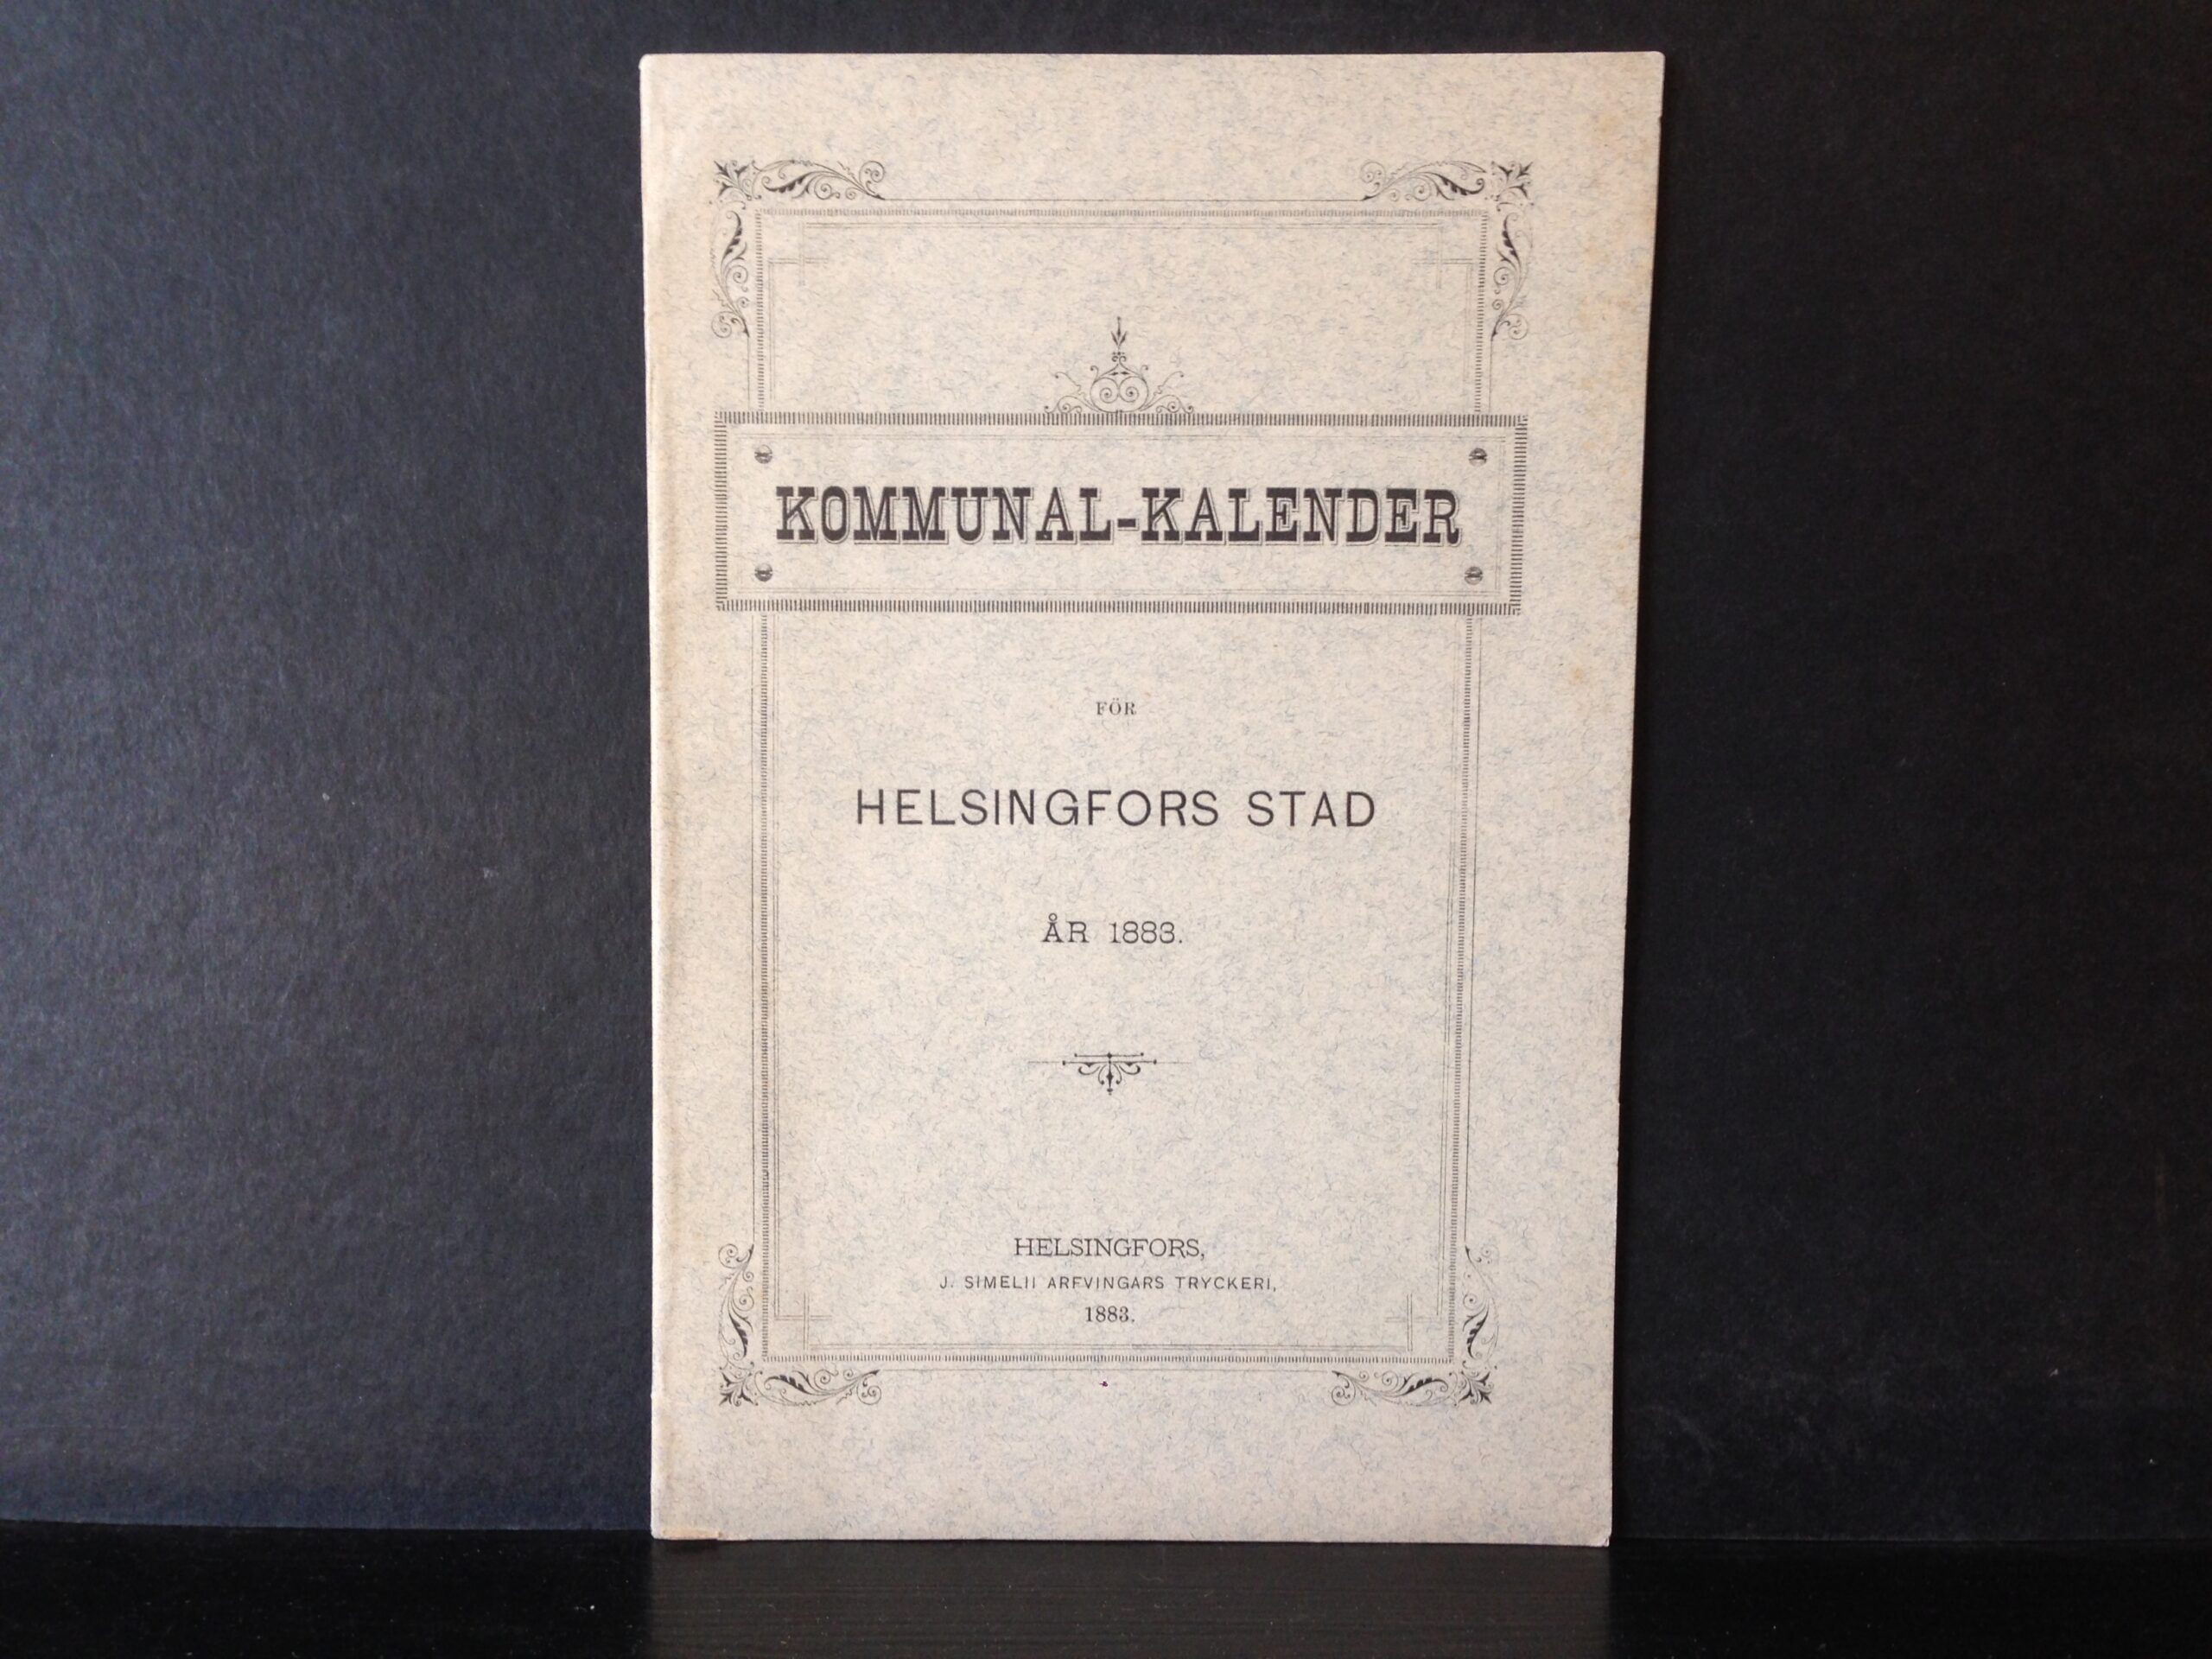 KOMMUNAL-KALENDER
FÖR
HELSINGFORS STAD
ÅR 1883.
HELSINGFORS,
J. SIMELII ARFVINGARS TRYCKERI,
1883.